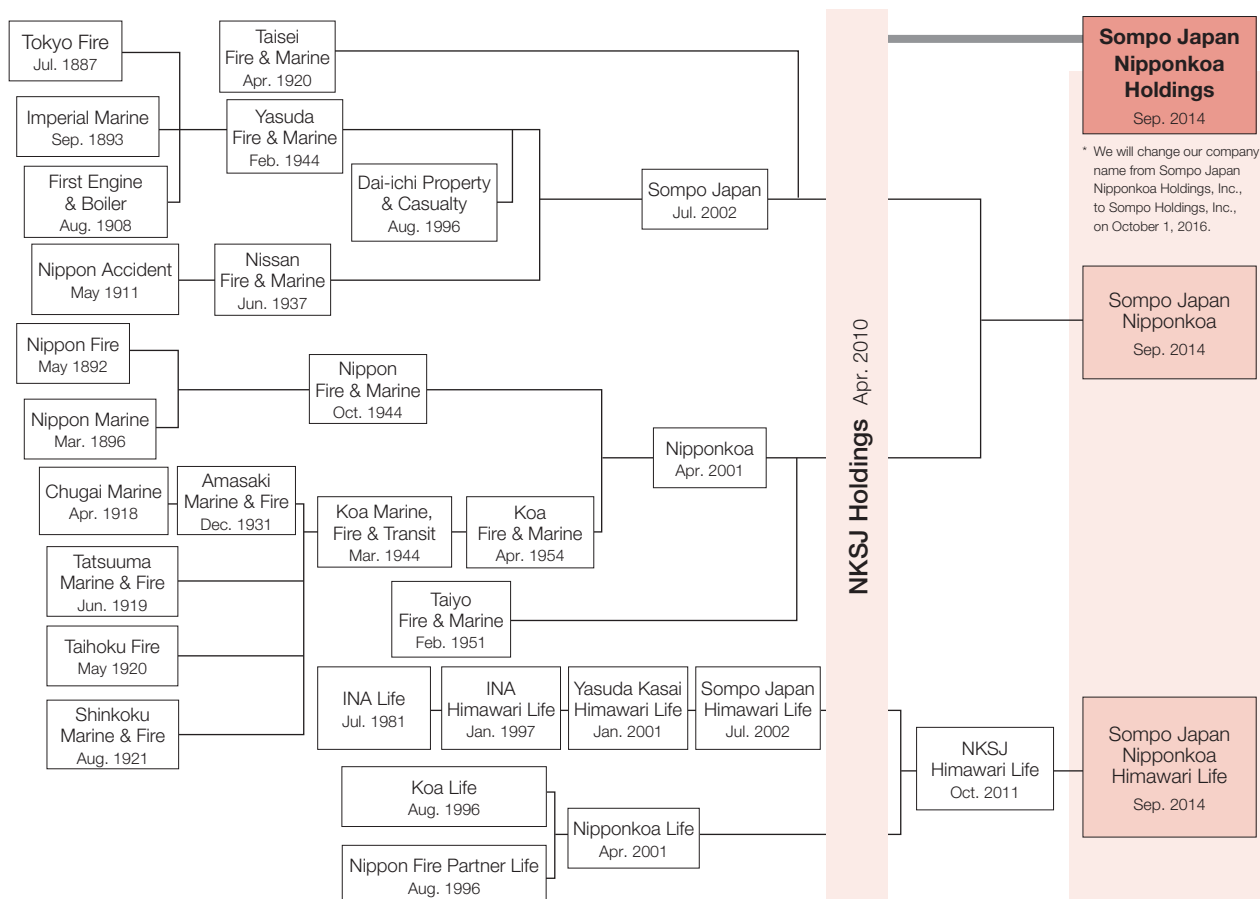 Tokyo Fire
Jul. 1887
Imperial Marine
Sep. 1893
First Engine
& Boiler
Aug. 1908
Nippon Accident
May 1911
Taisei
Fire & Marine
Apr. 1920
Yasuda
Fire & Marine
Feb. 1944
Dai-ichi Property
& Casualty
Aug. 1996
Nissan
Fire & Marine
Jun. 1937
Sompo Japan
Jul. 2002
Nippon Fire
May 1892
Nippon Marine
Mar. 1896
Nippon
Fire & Marine
Oct. 1944
Chugai Marine
Apr. 1918
Amasaki
Marine & Fire
Dec. 1931
Koa Marine,
Fire & Transit
Mar. 1944
Koa
Fire & Marine
Apr. 1954
Nipponkoa
Apr. 2001
Tatsuuma
Marine & Fire
Jun. 1919
Taihoku Fire
May 1920
Shinkoku
Marine & Fire
Aug. 1921
Taiyo
Fire & Marine
Feb. 1951
INA Life
Jul. 1981
INA
Himawari Life
Jan. 1997
Yasuda Kasai
Himawari Life
Jan. 2001
Sompo Japan
Himawari Life
Jul. 2002
Koa Life
Aug. 1996
Nippon Fire Partner Life
Aug. 1996
Nipponkoa Life
Apr. 2001
NKSJ Holdings Apr. 2010
NKSJ
Himawari Life
Oct. 2011
Sompo Japan
Nipponkoa
Holdings
Sep. 2014
* We will change our company
name from Sompo Japan
Nipponkoa Holdings, Inc.,
to Sompo Holdings, Inc.,
on October 1, 2016.
Sompo Japan
Nipponkoa
Sep. 2014
Sompo Japan
Nipponkoa
Himawari Life
Sep. 2014